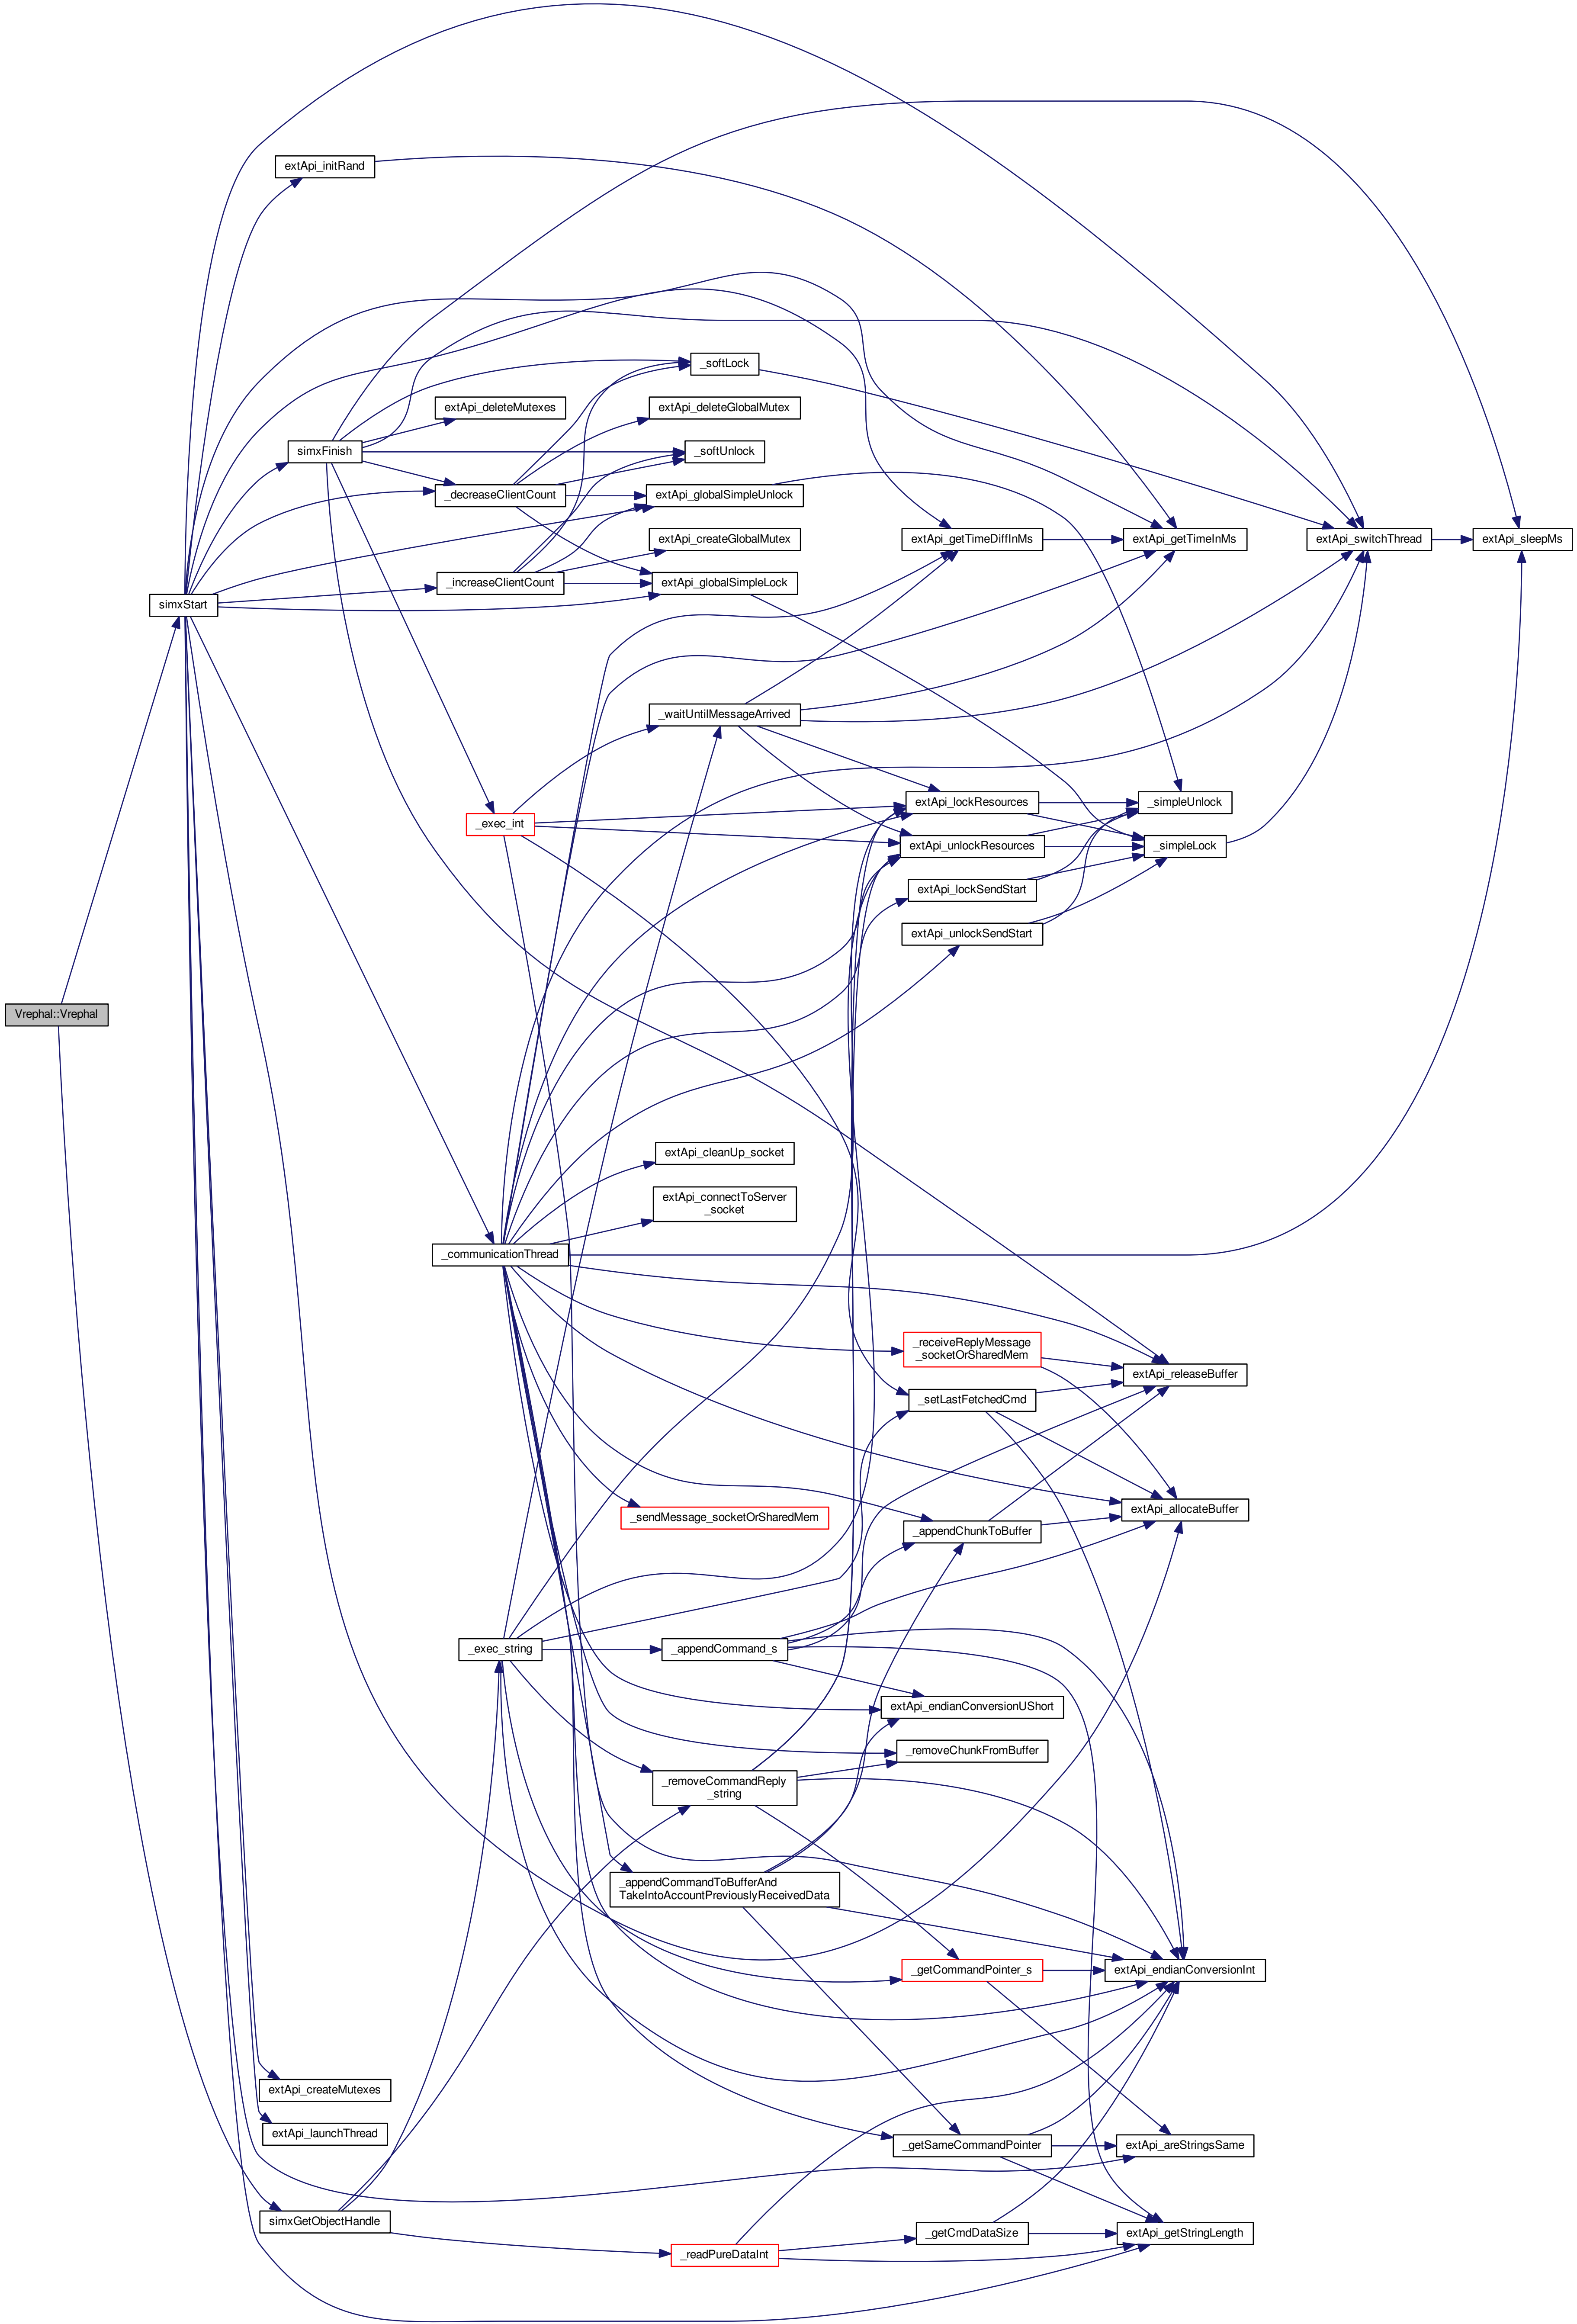 extApi_initRand
_softLock
extApi_deleteMutexes
extApi_deleteGlobalMutex
simxFinish
_softUnlock
_decreaseClientCount
extApi_globalSimpleUnlock
extApi_createGlobalMutex
extApi_getTimeDiffInMs
extApi_getTimeInMs
extApi_switchThread
extApi_sleepMs
_increaseClientCount
extApi_globalSimpleLock
simxStart
_waitUntilMessageArrived
extApi_lockResources
_simpleUnlock
_exec_int
extApi_unlockResources
_simpleLock
extApi_lockSendStart
extApi_unlockSendStart
Vrephal::Vrephal
extApi_cleanUp_socket
extApi_connectToServer
_socket
_communicationThread
_receiveReplyMessage
_socketOrSharedMem
extApi_releaseBuffer
_setLastFetchedCmd
extApi_allocateBuffer
_sendMessage_socketOrSharedMem
_appendChunkToBuffer
_exec_string
_appendCommand_s
extApi_endianConversionUShort
_removeChunkFromBuffer
_removeCommandReply
_string
_appendCommandToBufferAnd
TakeIntoAccountPreviouslyReceivedData
_getCommandPointer_s
extApi_endianConversionInt
extApi_createMutexes
extApi_launchThread
_getSameCommandPointer
extApi_areStringsSame
simxGetObjectHandle
_getCmdDataSize
extApi_getStringLength
_readPureDataInt